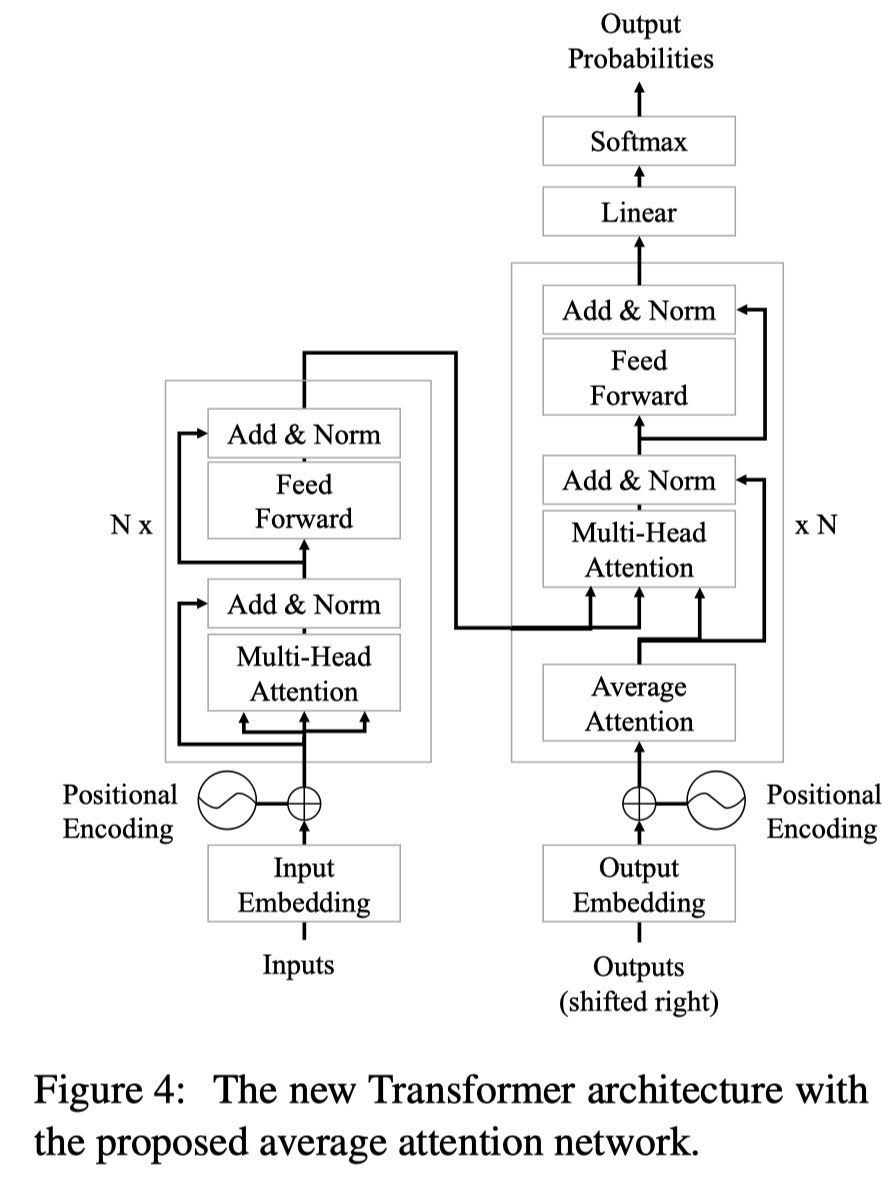 Output
Probabilities
Softmax
Linear
Add & Norm
Feed
Forward
Add & Norm
Multi-Head
Attention
x N
Average
Attention
Positional
Encoding
Output
Embedding
Outputs
(shifted right)
Add & Norm
Feed
Forward
N x
Add & Norm
Multi-Head
Attention
Positional
Encoding
Input
Embedding
Inputs
Figure 4: The new Transformer architecture with
the proposed average attention network.